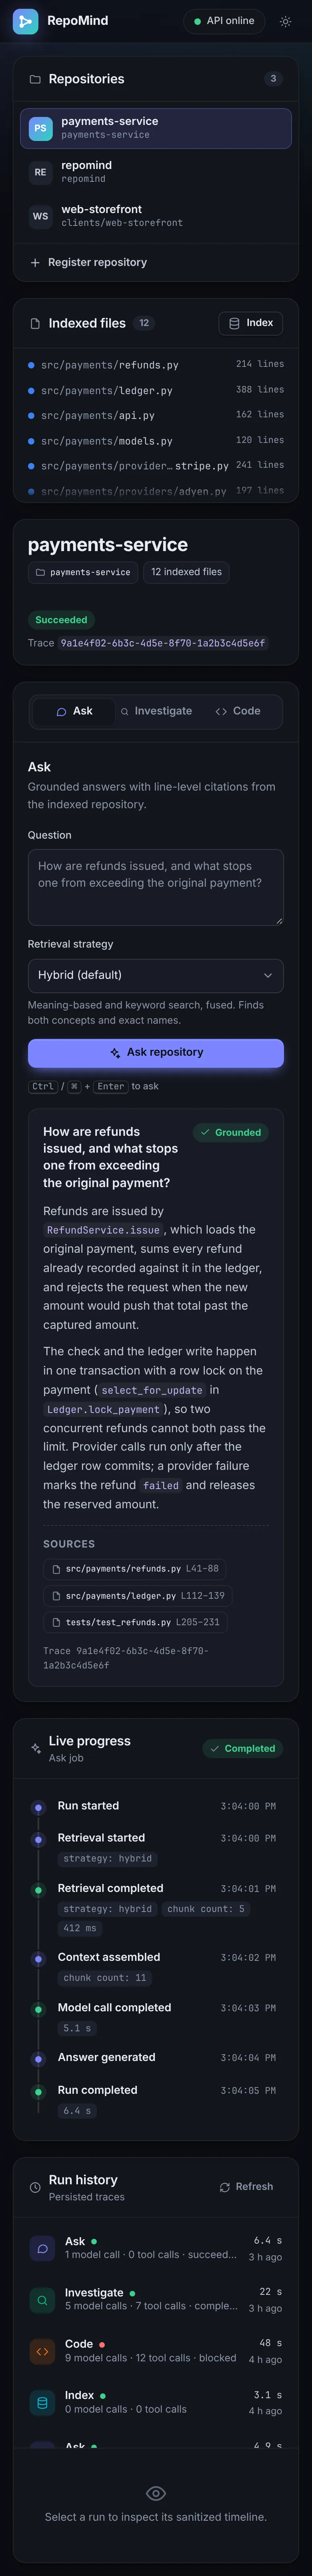 RepoMind
API online
Repositories
3
PS
payments-service
payments-service
RE
repomind
repomind
WS
web-storefront
clients/web-storefront
Register repository
Indexed files 12
Index
src/payments/refunds.py 214 lines
src/payments/ledger.py 388 lines
src/payments/api.py 162 lines
src/payments/models.py 120 lines
src/payments/provider… stripe.py 241 lines
src/payments/providers/adyen.py 197 lines
payments-service
payments-service
12 indexed files
Succeeded
Trace 9a1e4f02-6b3c-4d5e-8f70-1a2b3c4d5e6f
Ask
Investigate
Code
Ask
Grounded answers with line-level citations from
the indexed repository.
Question
How are refunds issued, and what stops
one from exceeding the original payment?
Retrieval strategy
Hybrid (default)
Meaning-based and keyword search, fused. Finds
both concepts and exact names.
Ask repository
Ctrl / ⌘ + Enter to ask
How are refunds
issued, and what stops
one from exceeding
the original payment?
Grounded
Refunds are issued by
RefundService.issue, which loads the
original payment, sums every refund
already recorded against it in the ledger,
and rejects the request when the new
amount would push that total past the
captured amount.
The check and the ledger write happen
in one transaction with a row lock on the
payment (select_for_update in
Ledger.lock_payment), so two
concurrent refunds cannot both pass the
limit. Provider calls run only after the
ledger row commits; a provider failure
marks the refund failed and releases
the reserved amount.
SOURCES
src/payments/refunds.py L41–88
src/payments/ledger.py L112–139
tests/test_refunds.py L205–231
Trace 9a1e4f02-6b3c-4d5e-8f70-
1a2b3c4d5e6f
Live progress
Ask job
Completed
Run started 3:04:00 PM
Retrieval started 3:04:00 PM
strategy: hybrid
Retrieval completed 3:04:01 PM
strategy: hybrid chunk count: 5
412 ms
Context assembled 3:04:02 PM
chunk count: 11
Model call completed 3:04:03 PM
5.1 s
Answer generated 3:04:04 PM
Run completed 3:04:05 PM
6.4 s
Run history
Persisted traces
Refresh
Ask 6.4 s
1 model call · 0 tool calls · succeed… 3 h ago
Investigate 22 s
5 model calls · 7 tool calls · comple… 3 h ago
Code 48 s
9 model calls · 12 tool calls · blocked 4 h ago
Index 3.1 s
0 model calls · 0 tool calls 4 h ago
Ask 4.9 s
Select a run to inspect its sanitized timeline.